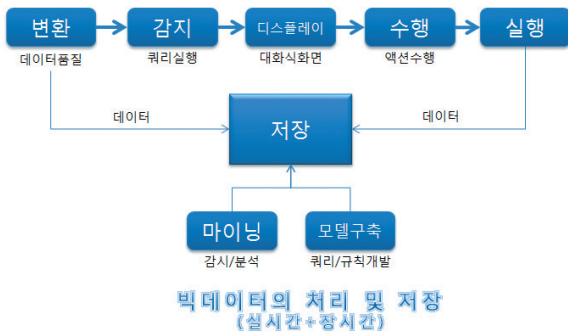 변환 감지 디스플레이 수행 실행
데이터품질 쿼리실행 대화식화면 액션수행
데이터 저장 데이터
마이닝 모델구축
감시/분석 쿼리/규칙개발
빅데이터의 처리 및 저장
(실시간+장시간)